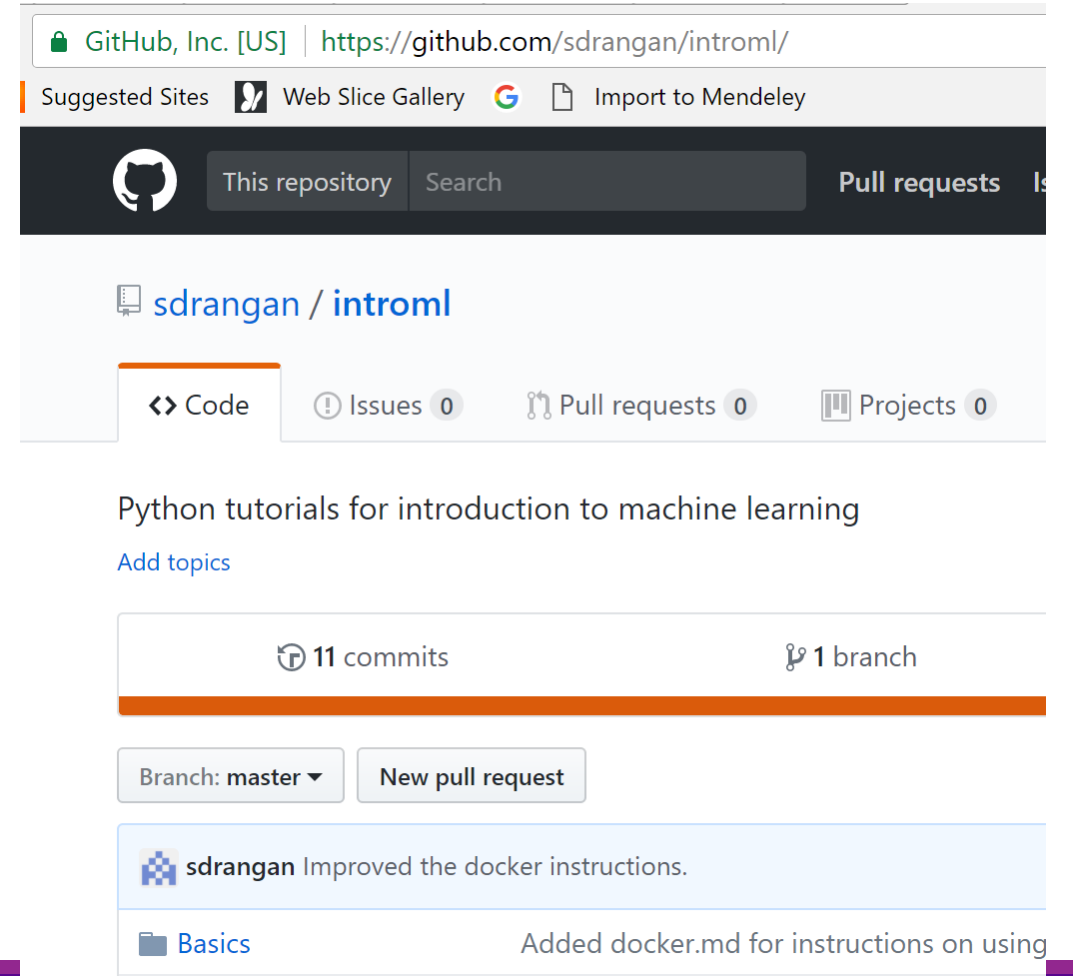 GitHub, Inc. [US] https://github.com/sdrangan/introml/
Suggested Sites Web Slice Gallery Import to Mendeley
This repository Search Pull requests
sdrangan / introml
Code Issues 0 Pull requests 0 Projects 0
Python tutorials for introduction to machine learning
Add topics
11 commits 1 branch
Branch: master New pull request
sdrangan Improved the docker instructions.
Basics Added docker.md for instructions on using